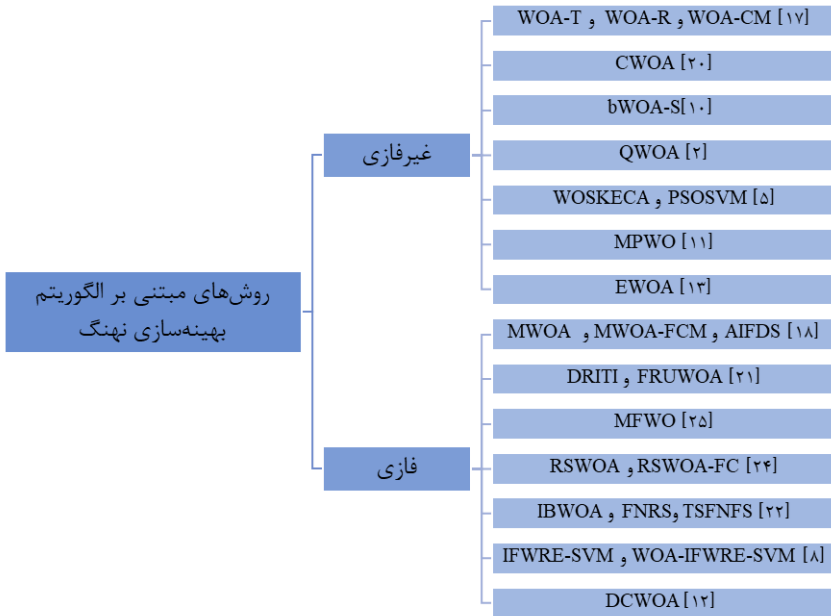 روش‌های مبتنی بر الگوریتم
بهینه‌سازی نهنگ
غیرفازی
WOA-T و WOA-R و WOA-CM [۱۷]
CWOA [۲۰]
bWOA-S[۱۰]
QWOA [۲]
WOSKECA و PSOSVM [۵]
MPWO [۱۱]
EWOA [۱۳]
فازی
MWOA و MWOA-FCM و AIFDS [۱۸]
DRITI و FRUWOA [۲۱]
MFWO [۲۵]
RSWOA و RSWOA-FC [۲۴]
IBWOA و FNRS و TSFNFS [۲۲]
IFWRE-SVM و WOA-IFWRE-SVM [۸]
DCWOA [۱۲]